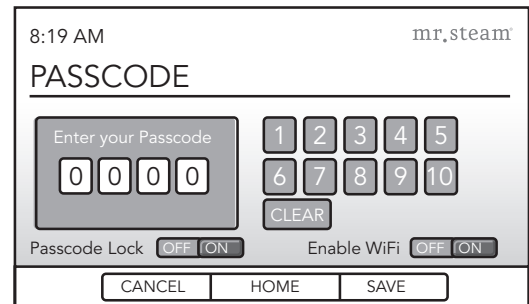 8:19 AM mr.steam®
PASSCODE
Enter your Passcode
0 0 0 0
1 2 3 4 5
6 7 8 9 10
CLEAR
Passcode Lock OFF ON Enable WiFi OFF ON
CANCEL HOME SAVE